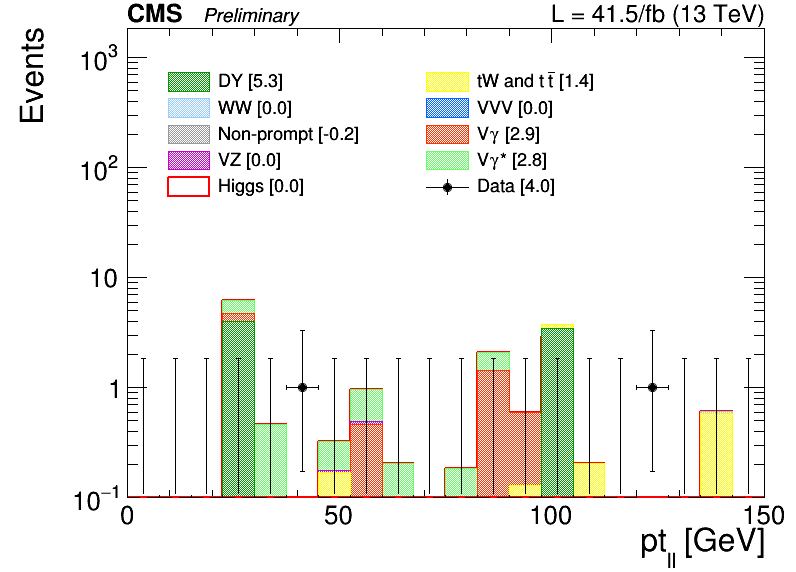 CMS Preliminary L = 41.5/fb (13 TeV)
Events
10³
10²
10
1
10⁻¹
DY [5.3]
WW [0.0]
Non-prompt [-0.2]
VZ [0.0]
Higgs [0.0]
tW and tt̅ [1.4]
VVV [0.0]
Vγ [2.9]
Vγ* [2.8]
Data [4.0]
0 50 100 150
pt_ll [GeV]